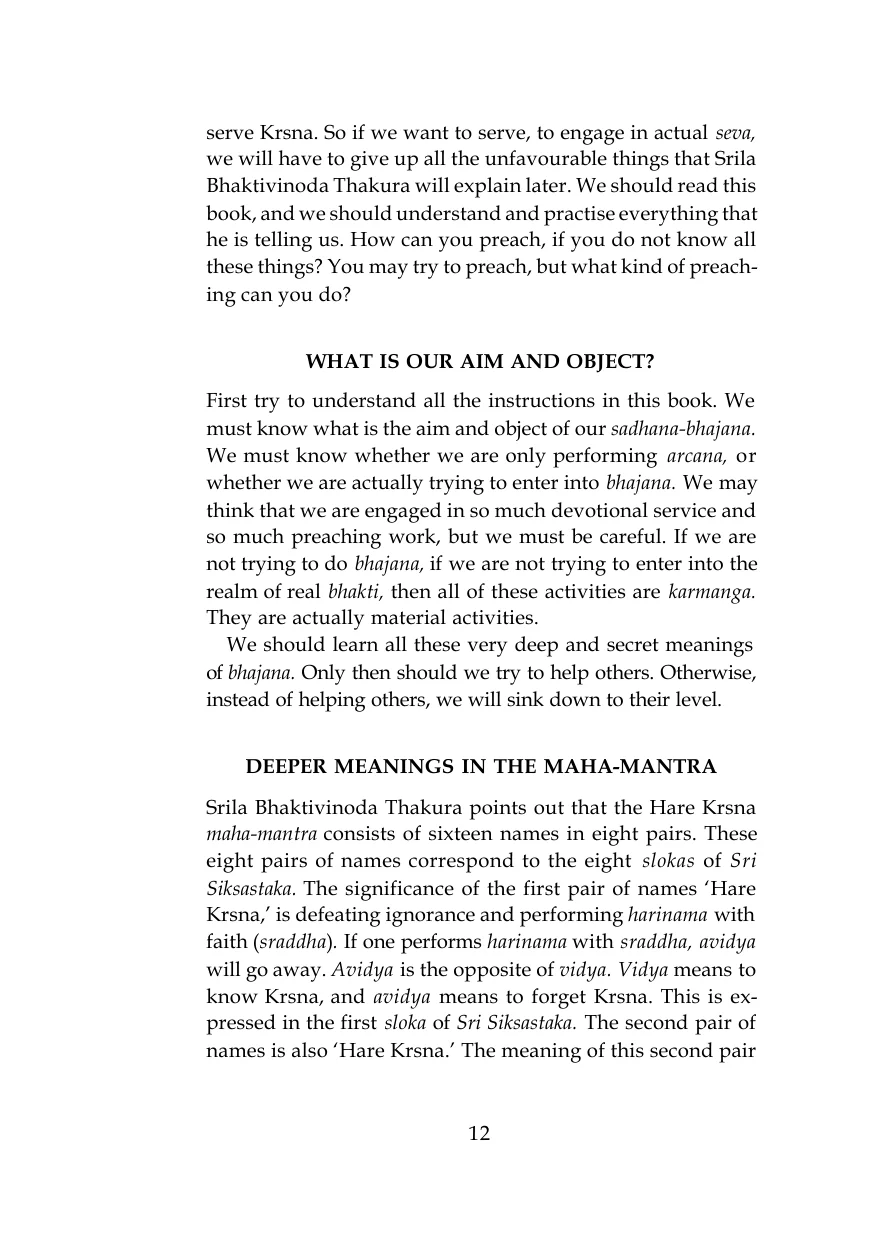 serve Krsna. So if we want to serve, to engage in actual seva,
we will have to give up all the unfavourable things that Srila
Bhaktivinoda Thakura will explain later. We should read this
book, and we should understand and practise everything that
he is telling us. How can you preach, if you do not know all
these things? You may try to preach, but what kind of preach-
ing can you do?
WHAT IS OUR AIM AND OBJECT?
First try to understand all the instructions in this book. We
must know what is the aim and object of our sadhana-bhajana.
We must know whether we are only performing arcana, or
whether we are actually trying to enter into bhajana. We may
think that we are engaged in so much devotional service and
so much preaching work, but we must be careful. If we are
not trying to do bhajana, if we are not trying to enter into the
realm of real bhakti, then all of these activities are karmanga.
They are actually material activities.
We should learn all these very deep and secret meanings
of bhajana. Only then should we try to help others. Otherwise,
instead of helping others, we will sink down to their level.
DEEPER MEANINGS IN THE MAHA-MANTRA
Srila Bhaktivinoda Thakura points out that the Hare Krsna
maha-mantra consists of sixteen names in eight pairs. These
eight pairs of names correspond to the eight slokas of Sri
Siksastaka. The significance of the first pair of names ‘Hare
Krsna,’ is defeating ignorance and performing harinama with
faith (sraddha). If one performs harinama with sraddha, avidya
will go away. Avidya is the opposite of vidya. Vidya means to
know Krsna, and avidya means to forget Krsna. This is ex-
pressed in the first sloka of Sri Siksastaka. The second pair of
names is also ‘Hare Krsna.’ The meaning of this second pair
12